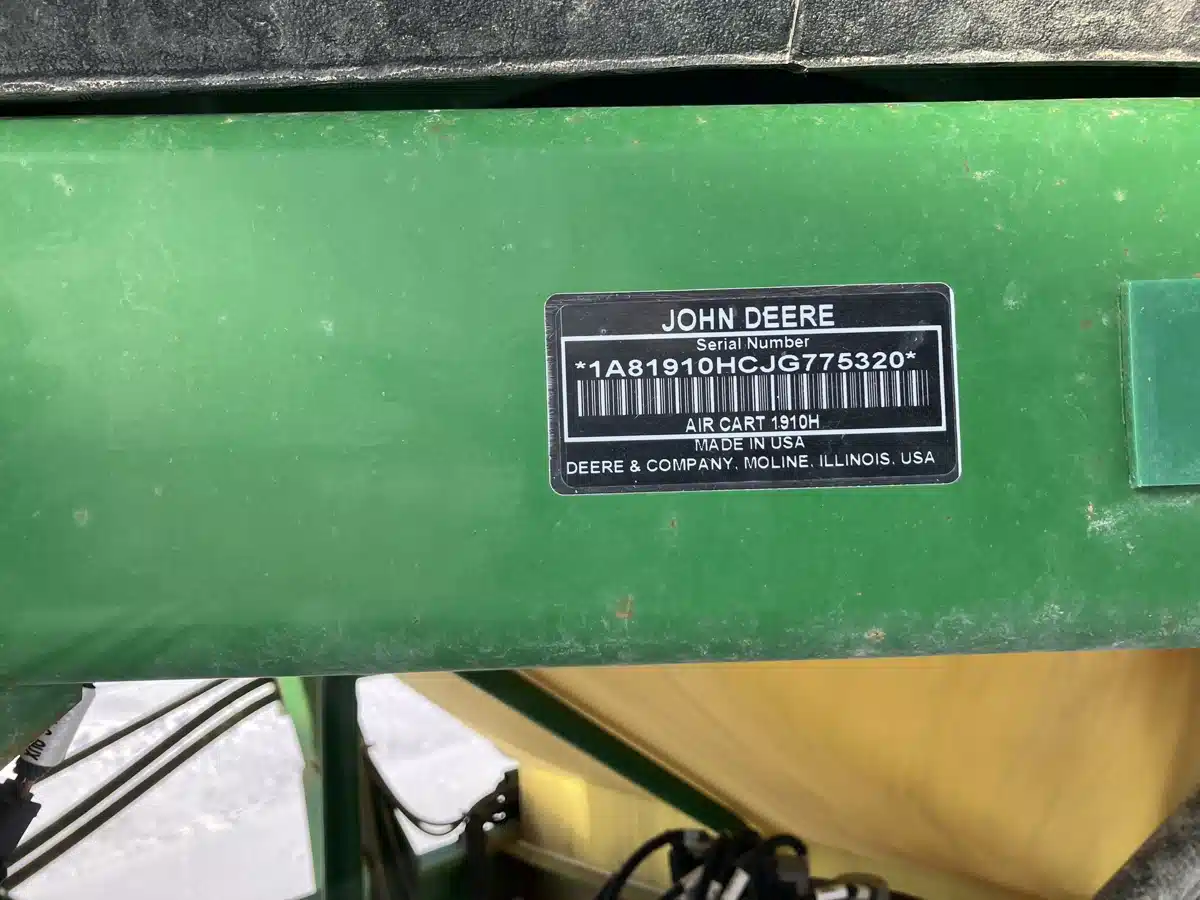 JOHN DEERE
Serial Number
*1A81910HCJG775320*
AIR CART 1910H
MADE IN USA
DEERE & COMPANY, MOLINE, ILLINOIS, USA